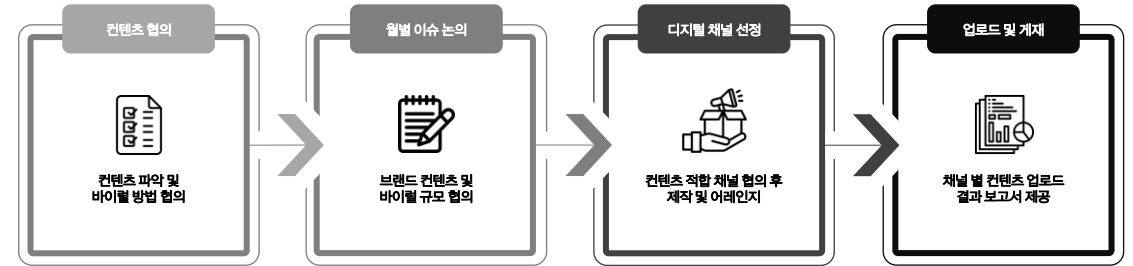 컨텐츠 협의
컨텐츠 파악 및
바이럴 방법 협의
월별 이슈 논의
브랜드 컨텐츠 및
바이럴 규모 협의
디지털 채널 선정
컨텐츠 적합 채널 협의 후
제작 및 어레인지
업로드 및 게재
채널 별 컨텐츠 업로드
결과 보고서 제공